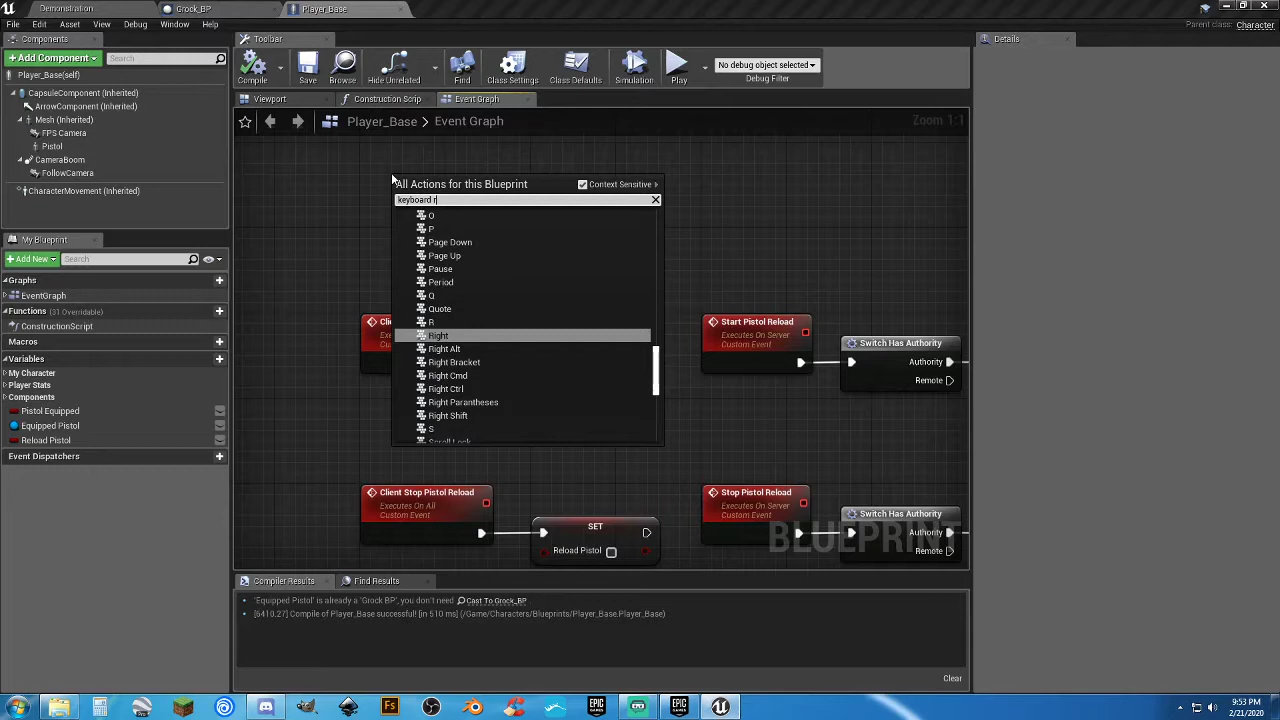 Demonstration
Grock_BP
Player_Base
File
Edit
Asset
View
Debug
Window
Help
Parent class: Character
Components
Toolbar
Details
+Add Component
Search
Compile
Save
Browse
Hide Unrelated
Find
Class Settings
Class Defaults
Simulation
Play
No debug object selected
Debug Filter
Player_Base(self)
CapsuleComponent (Inherited)
ArrowComponent (Inherited)
Mesh (Inherited)
FPS Camera
Pistol
CameraBoom
FollowCamera
CharacterMovement (Inherited)
Viewport
Construction Scrip
Event Graph
Player_Base > Event Graph
Zoom 1:1
All Actions for this Blueprint
Context Sensitive
keyboard r
O
P
Page Down
Page Up
Pause
Period
Q
Quote
R
Right
Right Alt
Right Bracket
Right Cmd
Right Ctrl
Right Parantheses
Right Shift
S
Scroll Lock
My Blueprint
+Add New
Search
Graphs
EventGraph
Functions (31 Overridable)
ConstructionScript
Macros
Variables
My Character
Player Stats
Components
Pistol Equipped
Equipped Pistol
Reload Pistol
Event Dispatchers
Start Pistol Reload
Executes On Server
Custom Event
Switch Has Authority
Authority
Remote
Client Stop Pistol Reload
Executes On All
Custom Event
SET
Reload Pistol
Stop Pistol Reload
Executes On Server
Custom Event
Switch Has Authority
Authority
Remote
BLUEPRINT
Compiler Results
Find Results
'Equipped Pistol' is already a 'Grock BP', you don't need Cast To Grock_BP
[6410.27] Compile of Player_Base successful! [in 510 ms] (/Game/Characters/Blueprints/Player_Base.Player_Base)
Clear
9:53 PM
2/21/2020